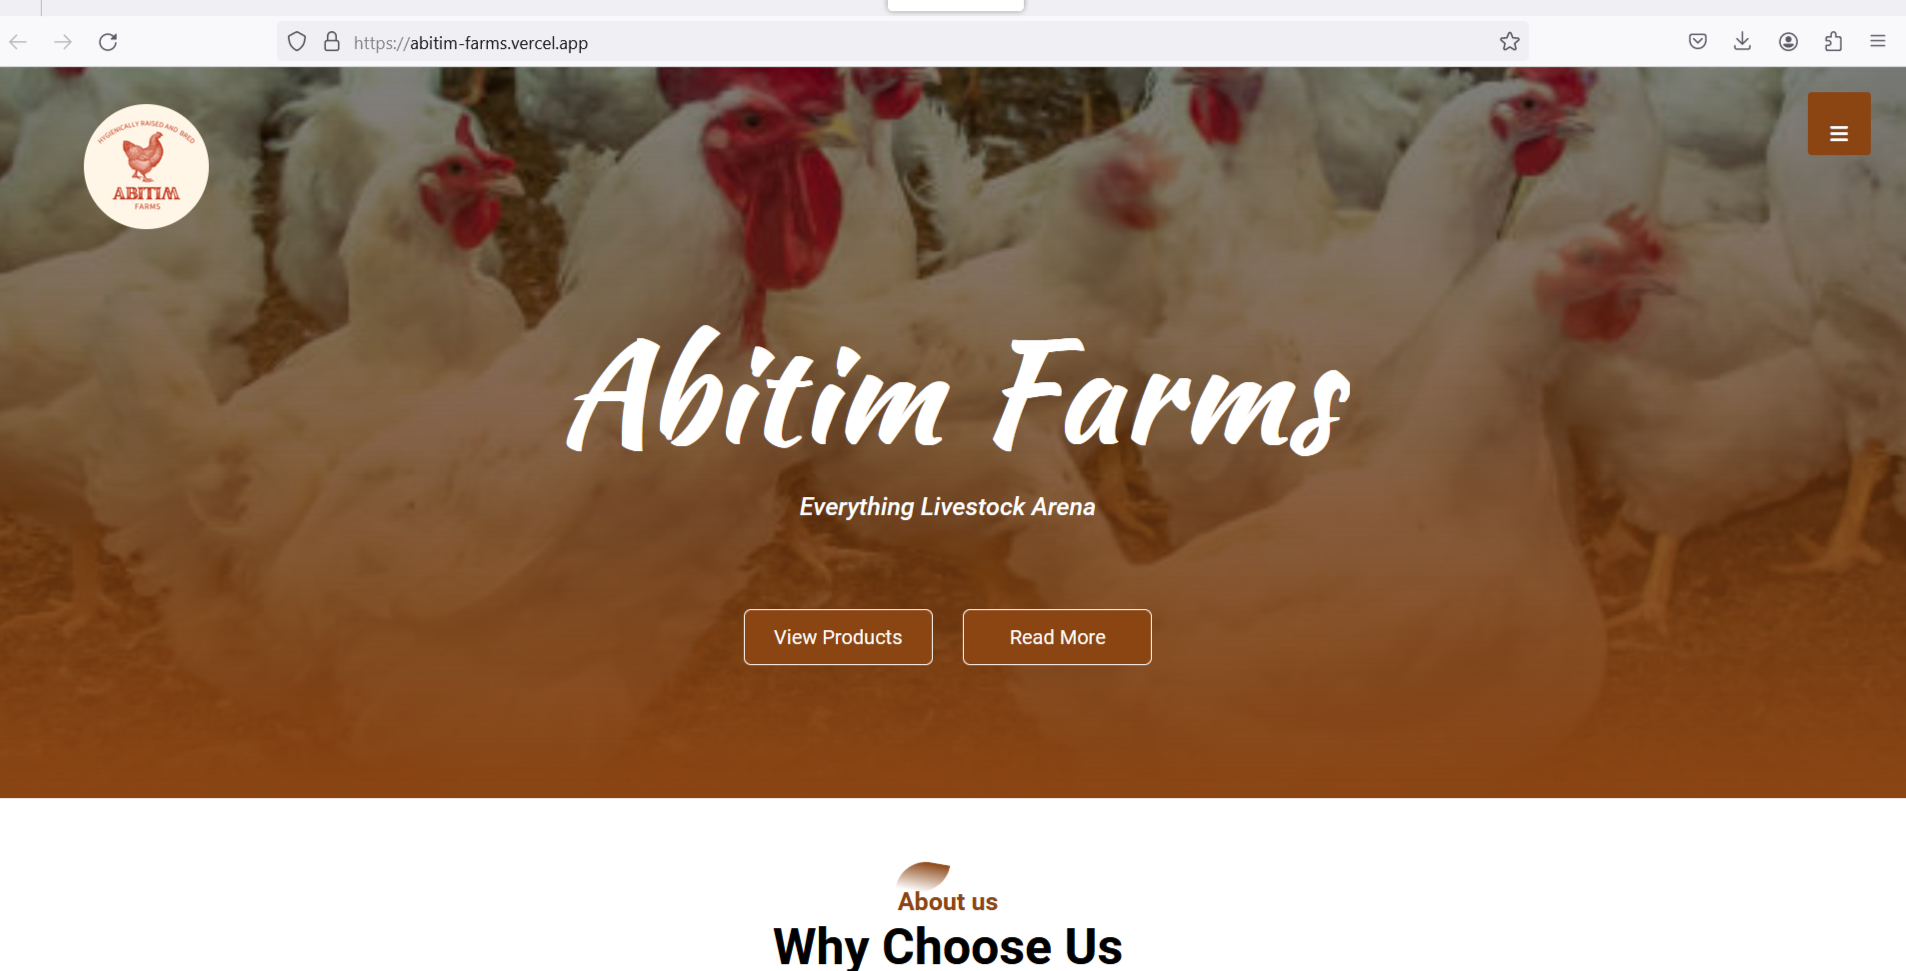 https://abitim-farms.vercel.app
HYGIENICALLY RAISED AND BRED
ABITIM
FARMS
Abitim Farms
Everything Livestock Arena
View Products
Read More
About us
Why Choose Us